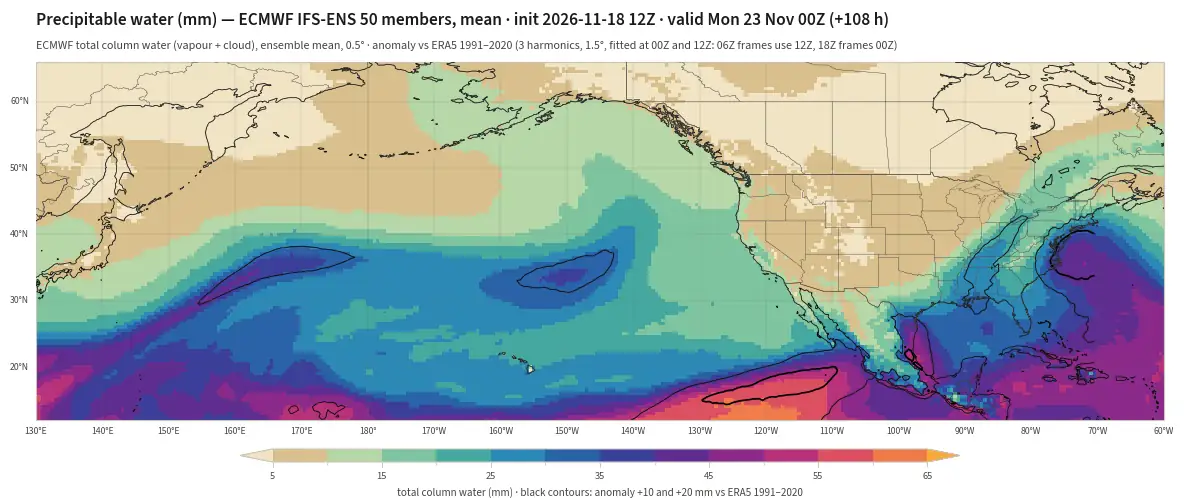 Precipitable water (mm) — ECMWF IFS-ENS 50 members, mean · init 2026-11-18 12Z · valid Mon 23 Nov 00Z (+108 h)
ECMWF total column water (vapour + cloud), ensemble mean, 0.5° · anomaly vs ERA5 1991–2020 (3 harmonics, 1.5°, fitted at 00Z and 12Z: 06Z frames use 12Z, 18Z frames 00Z)
60°N
50°N
40°N
30°N
20°N
130°E 140°E 150°E 160°E 170°E 180° 170°W 160°W 150°W 140°W 130°W 120°W 110°W 100°W 90°W 80°W 70°W 60°W
5 15 25 35 45 55 65
total column water (mm) · black contours: anomaly +10 and +20 mm vs ERA5 1991–2020